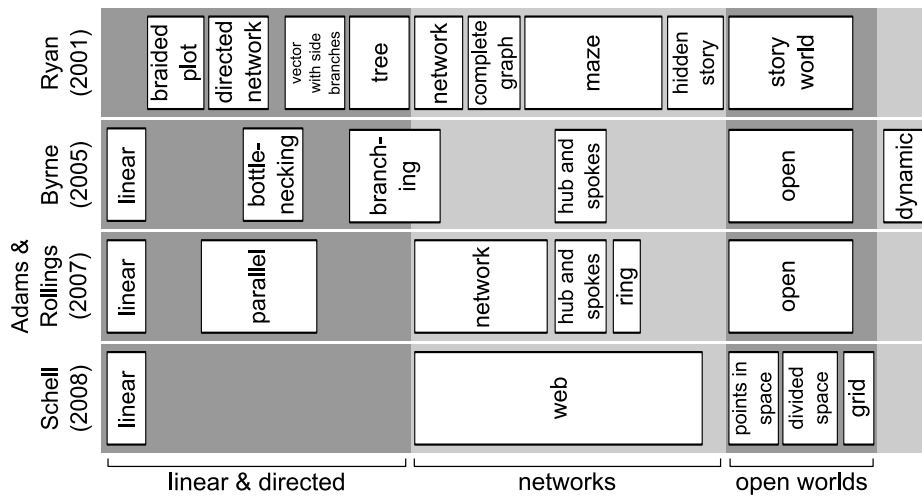 Ryan
(2001)
braided
plot
directed
network
vector
with side
branches
tree
network
complete
graph
maze
hidden
story
story
world
Byrne
(2005)
linear
bottle-
necking
branch-
ing
hub and
spokes
open
dynamic
Adams &
Rollings
(2007)
linear
parallel
network
hub and
spokes
ring
open
Schell
(2008)
linear
web
points in
space
divided
space
grid
linear & directed
networks
open worlds